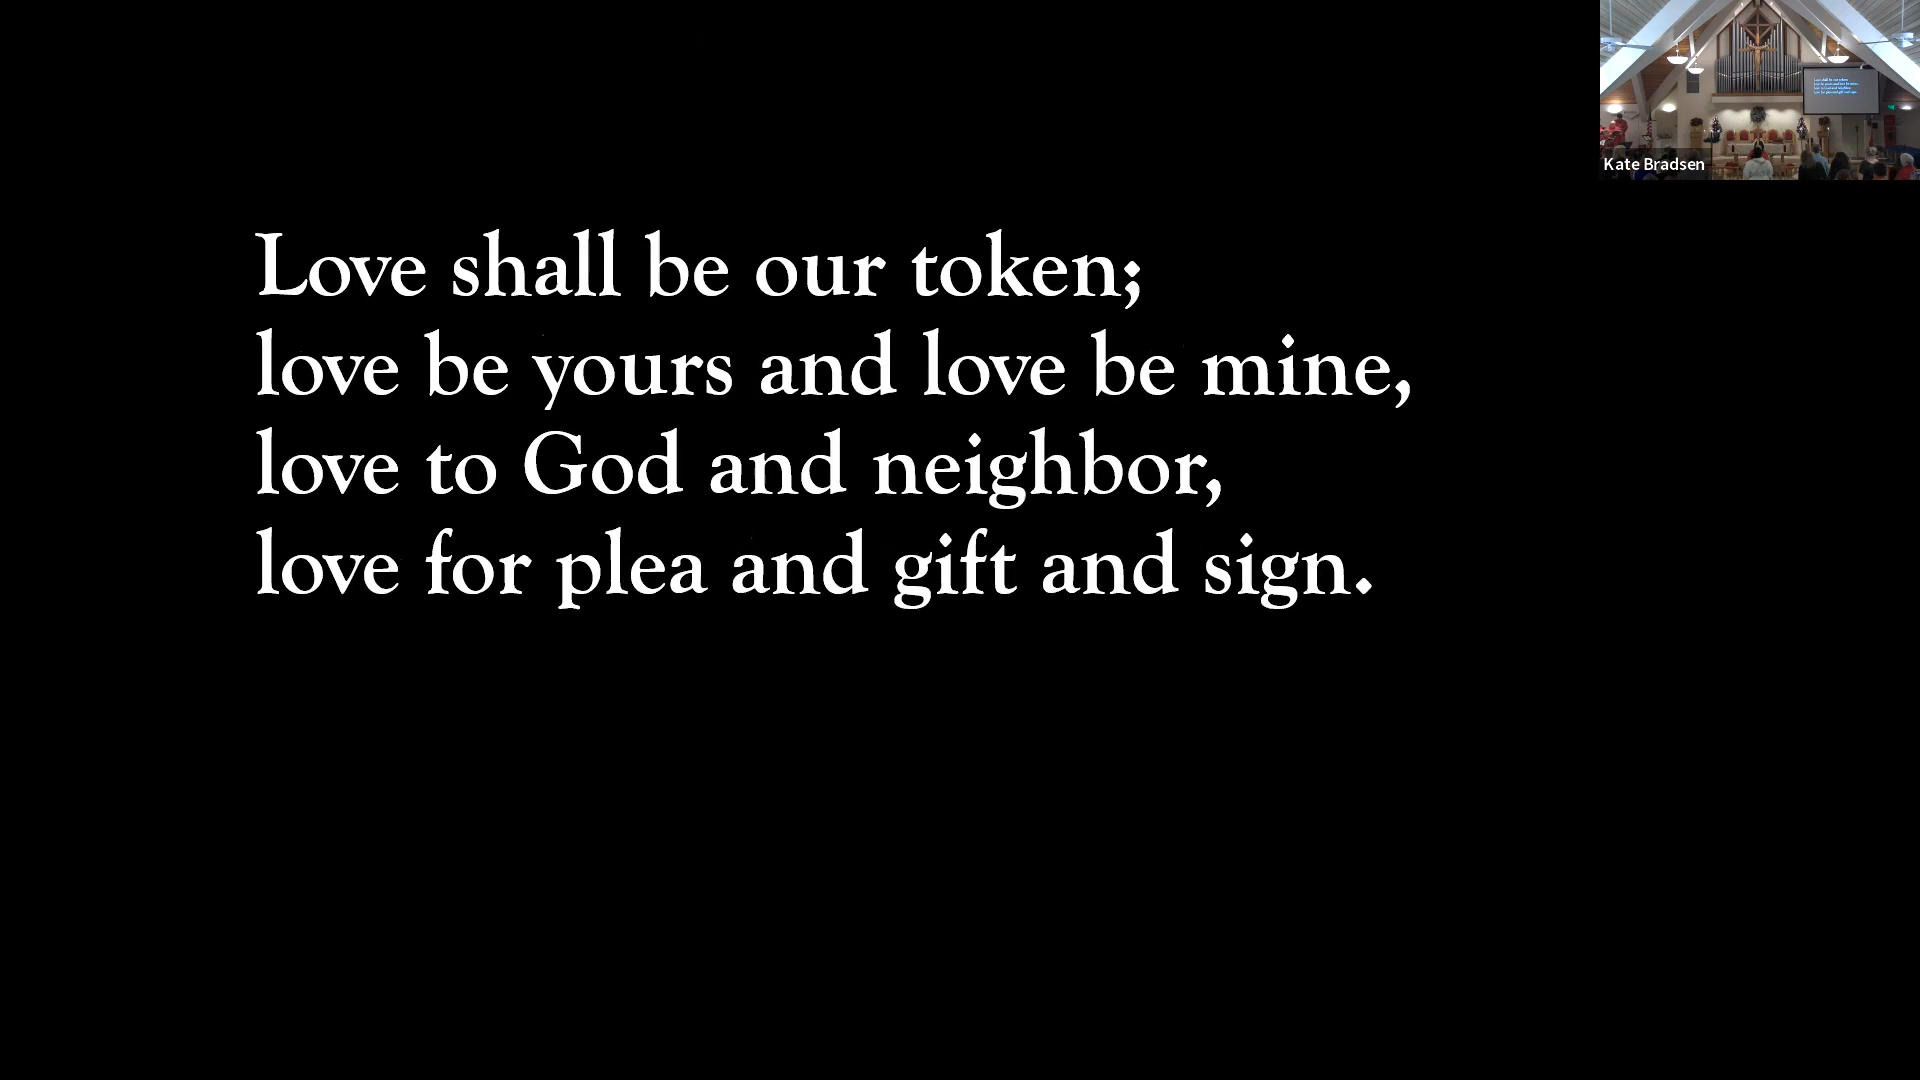 Love shall be our token;
love be yours and love be mine,
love to God and neighbor,
love for plea and gift and sign.
Kate Bradsen